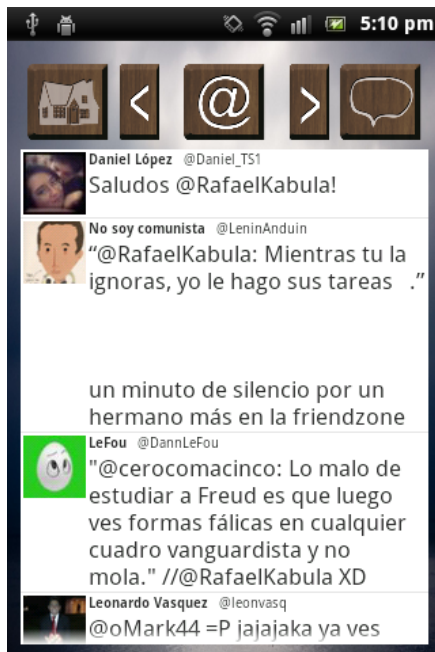 5:10 pm
< @ >
Daniel López @Daniel_TS1
Saludos @RafaelKabula!
No soy comunista @LeninAnduin
“@RafaelKabula: Mientras tu la
ignoras, yo le hago sus tareas .”
un minuto de silencio por un
hermano más en la friendzone
LeFou @DannLeFou
"@cerocomacinco: Lo malo de
estudiar a Freud es que luego
ves formas fálicas en cualquier
cuadro vanguardista y no
mola." //@RafaelKabula XD
Leonardo Vasquez @leonvasq
@oMark44 =P jajajaka ya ves